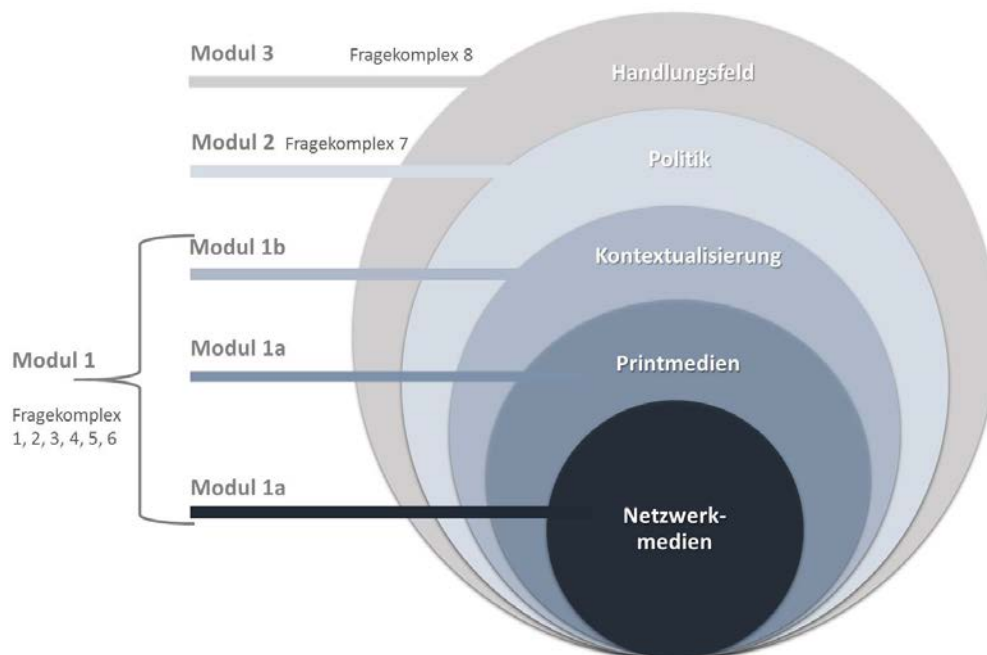 Modul 3
Fragekomplex 8
Handlungsfeld
Modul 2
Fragekomplex 7
Politik
Modul 1b
Kontextualisierung
Modul 1a
Printmedien
Modul 1
Fragekomplex
1, 2, 3, 4, 5, 6
Modul 1a
Netzwerk-
medien